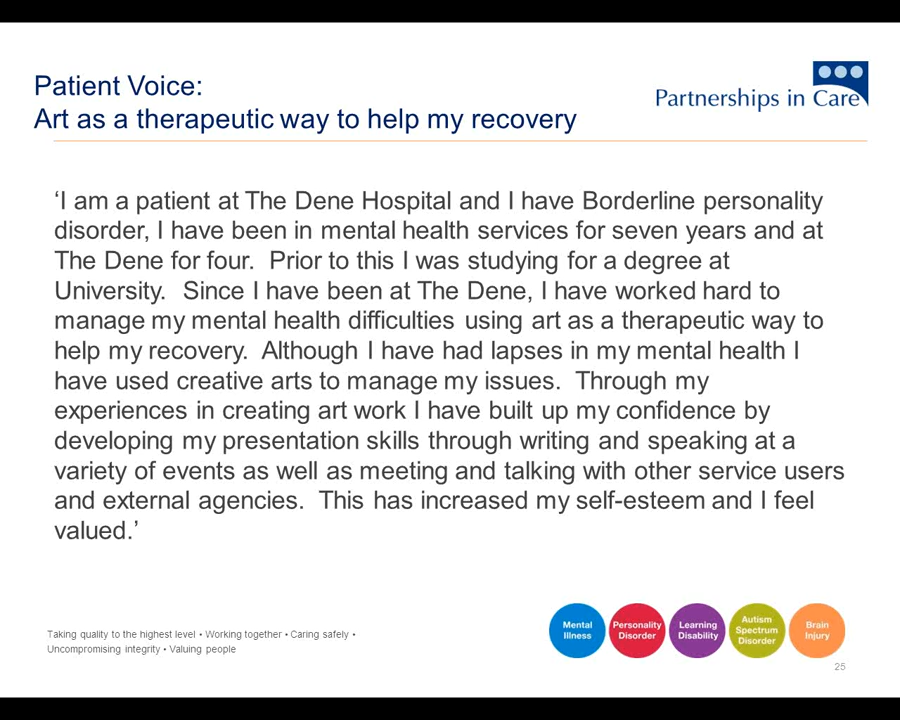 Patient Voice:
Art as a therapeutic way to help my recovery
Partnerships in Care
‘I am a patient at The Dene Hospital and I have Borderline personality
disorder, I have been in mental health services for seven years and at
The Dene for four.  Prior to this I was studying for a degree at
University.  Since I have been at The Dene, I have worked hard to
manage my mental health difficulties using art as a therapeutic way to
help my recovery.  Although I have had lapses in my mental health I
have used creative arts to manage my issues.  Through my
experiences in creating art work I have built up my confidence by
developing my presentation skills through writing and speaking at a
variety of events as well as meeting and talking with other service users
and external agencies.  This has increased my self-esteem and I feel
valued.’
Taking quality to the highest level • Working together • Caring safely •
Uncompromising integrity • Valuing people
Mental
Illness
Personality
Disorder
Learning
Disability
Autism
Spectrum
Disorder
Brain
Injury
25